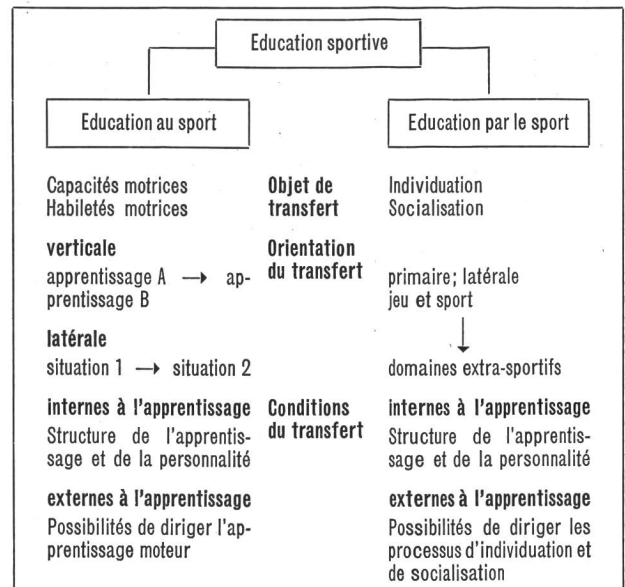 Education sportive
Education au sport
Education par le sport
Capacités motrices
Habiletés motrices
Objet de
transfert
Individuation
Socialisation
verticale
apprentissage A → ap-
prentissage B
Orientation
du transfert
primaire; latérale
jeu et sport
↓
latérale
situation 1 → situation 2
domaines extra-sportifs
internes à l'apprentissage
Structure de l'apprentis-
sage et de la personnalité
Conditions
du transfert
internes à l'apprentissage
Structure de l'apprentis-
sage et de la personnalité
externes à l'apprentissage
Possibilités de diriger l'ap-
prentissage moteur
externes à l'apprentissage
Possibilités de diriger les
processus d'individuation et
de socialisation